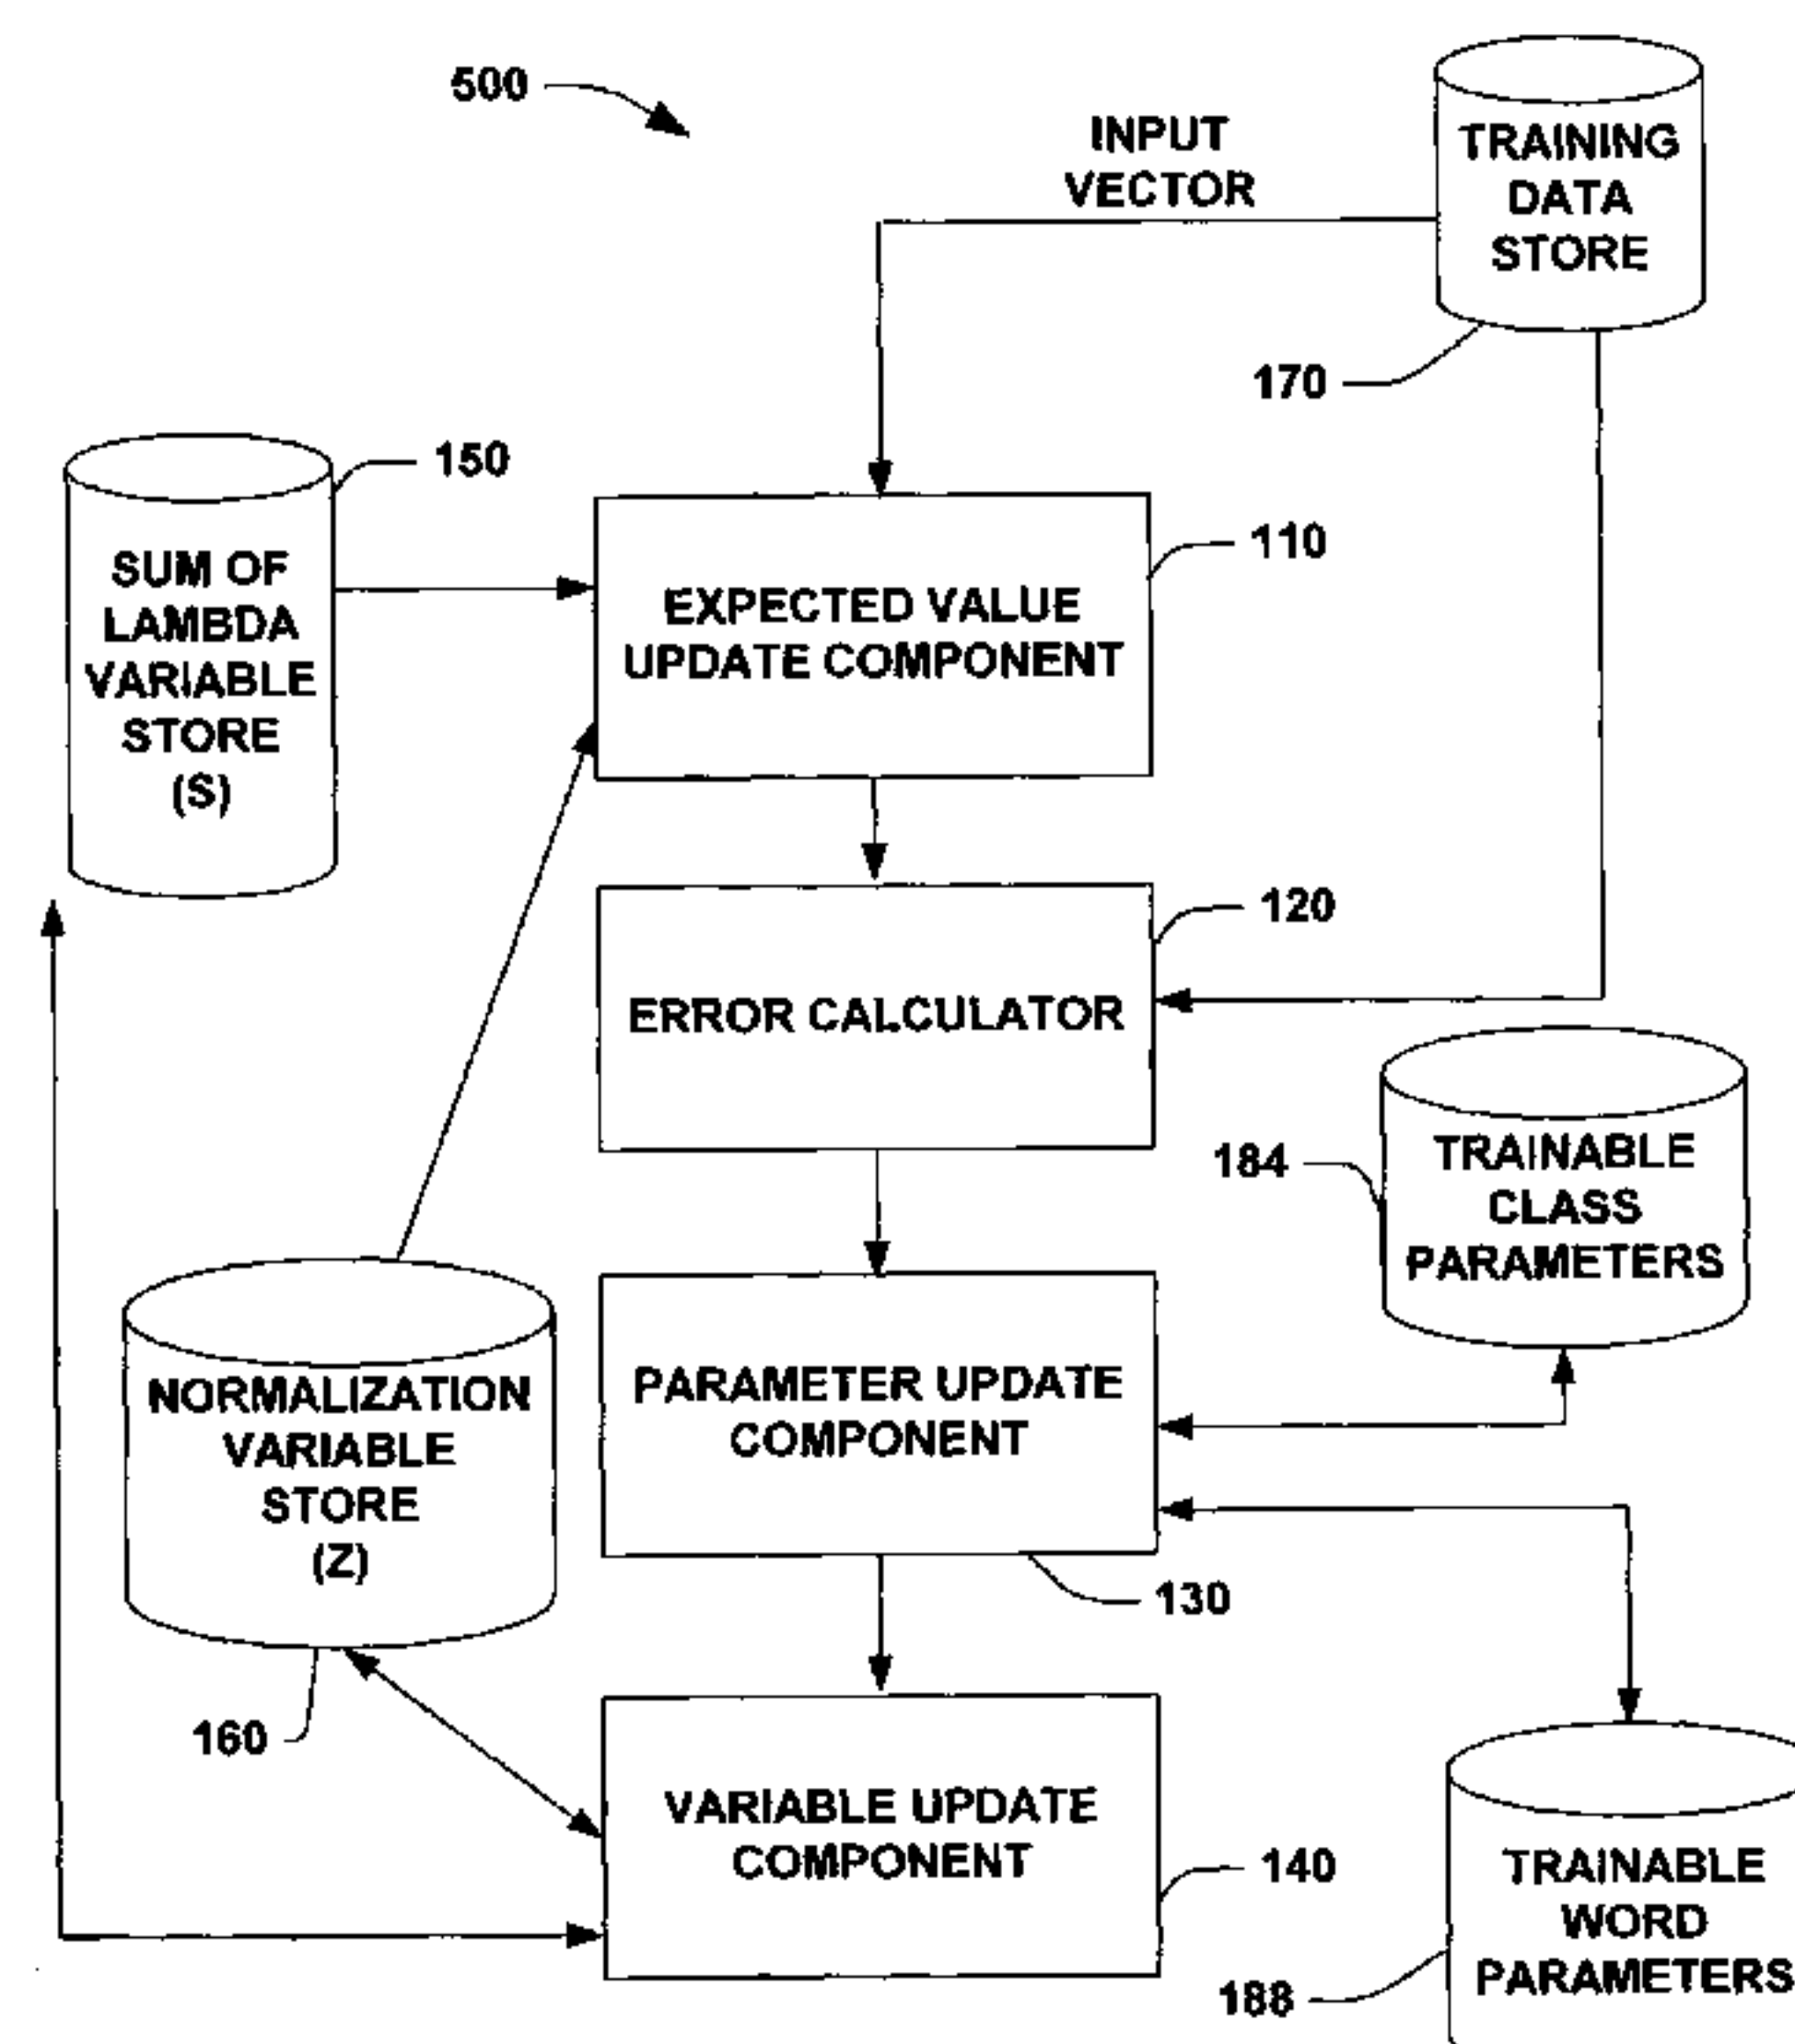 500
INPUT
VECTOR
TRAINING
DATA
STORE
170
150
SUM OF
LAMBDA
VARIABLE
STORE
(S)
110
EXPECTED VALUE
UPDATE COMPONENT
120
ERROR CALCULATOR
184
TRAINABLE
CLASS
PARAMETERS
NORMALIZATION
VARIABLE
STORE
(Z)
PARAMETER UPDATE
COMPONENT
130
160
VARIABLE UPDATE
COMPONENT
140
TRAINABLE
WORD
PARAMETERS
188